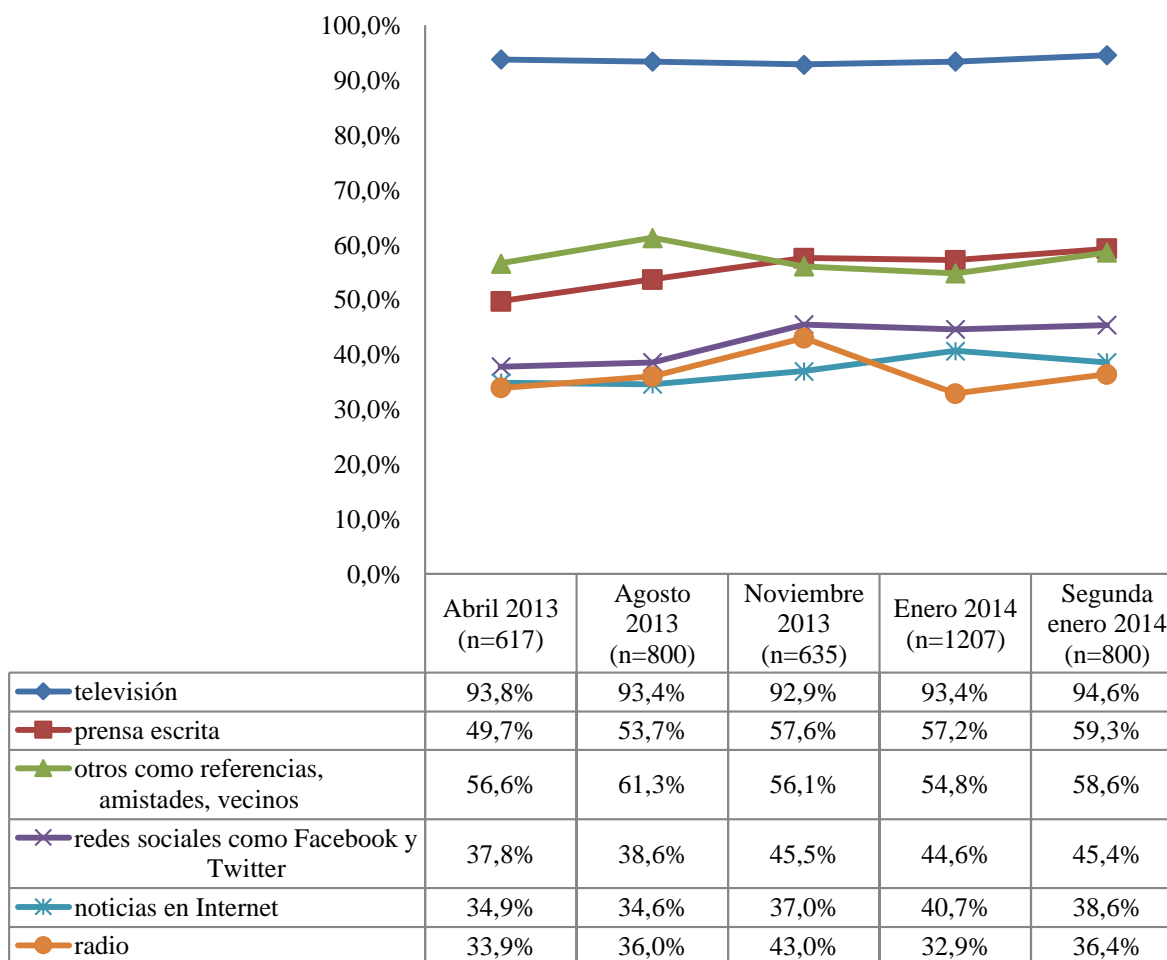 100,0%
90,0%
80,0%
70,0%
60,0%
50,0%
40,0%
30,0%
20,0%
10,0%
0,0%
Abril 2013
(n=617)
Agosto
2013
(n=800)
Noviembre
2013
(n=635)
Enero 2014
(n=1207)
Segunda
enero 2014
(n=800)
televisión 93,8% 93,4% 92,9% 93,4% 94,6%
prensa escrita 49,7% 53,7% 57,6% 57,2% 59,3%
otros como referencias,
amistades, vecinos 56,6% 61,3% 56,1% 54,8% 58,6%
redes sociales como Facebook y
Twitter 37,8% 38,6% 45,5% 44,6% 45,4%
noticias en Internet 34,9% 34,6% 37,0% 40,7% 38,6%
radio 33,9% 36,0% 43,0% 32,9% 36,4%